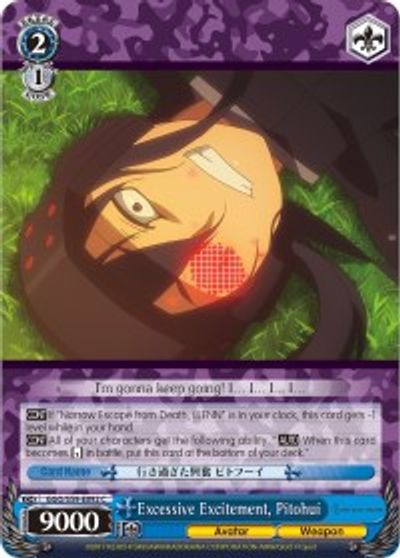 2
1
I'm gonna keep going! I... I... I... I...
CONT If "Narrow Escape from Death, LLENN" is in your clock, this card gets -1
level while in your hand.
CONT All of your characters get the following ability. "AUTO When this card
becomes [ ] in battle, put this card at the bottom of your deck."
Card Name 行き過ぎた興奮 ピトフーイ
Excessive Excitement, Pitohui
9000
Avatar
Weapon